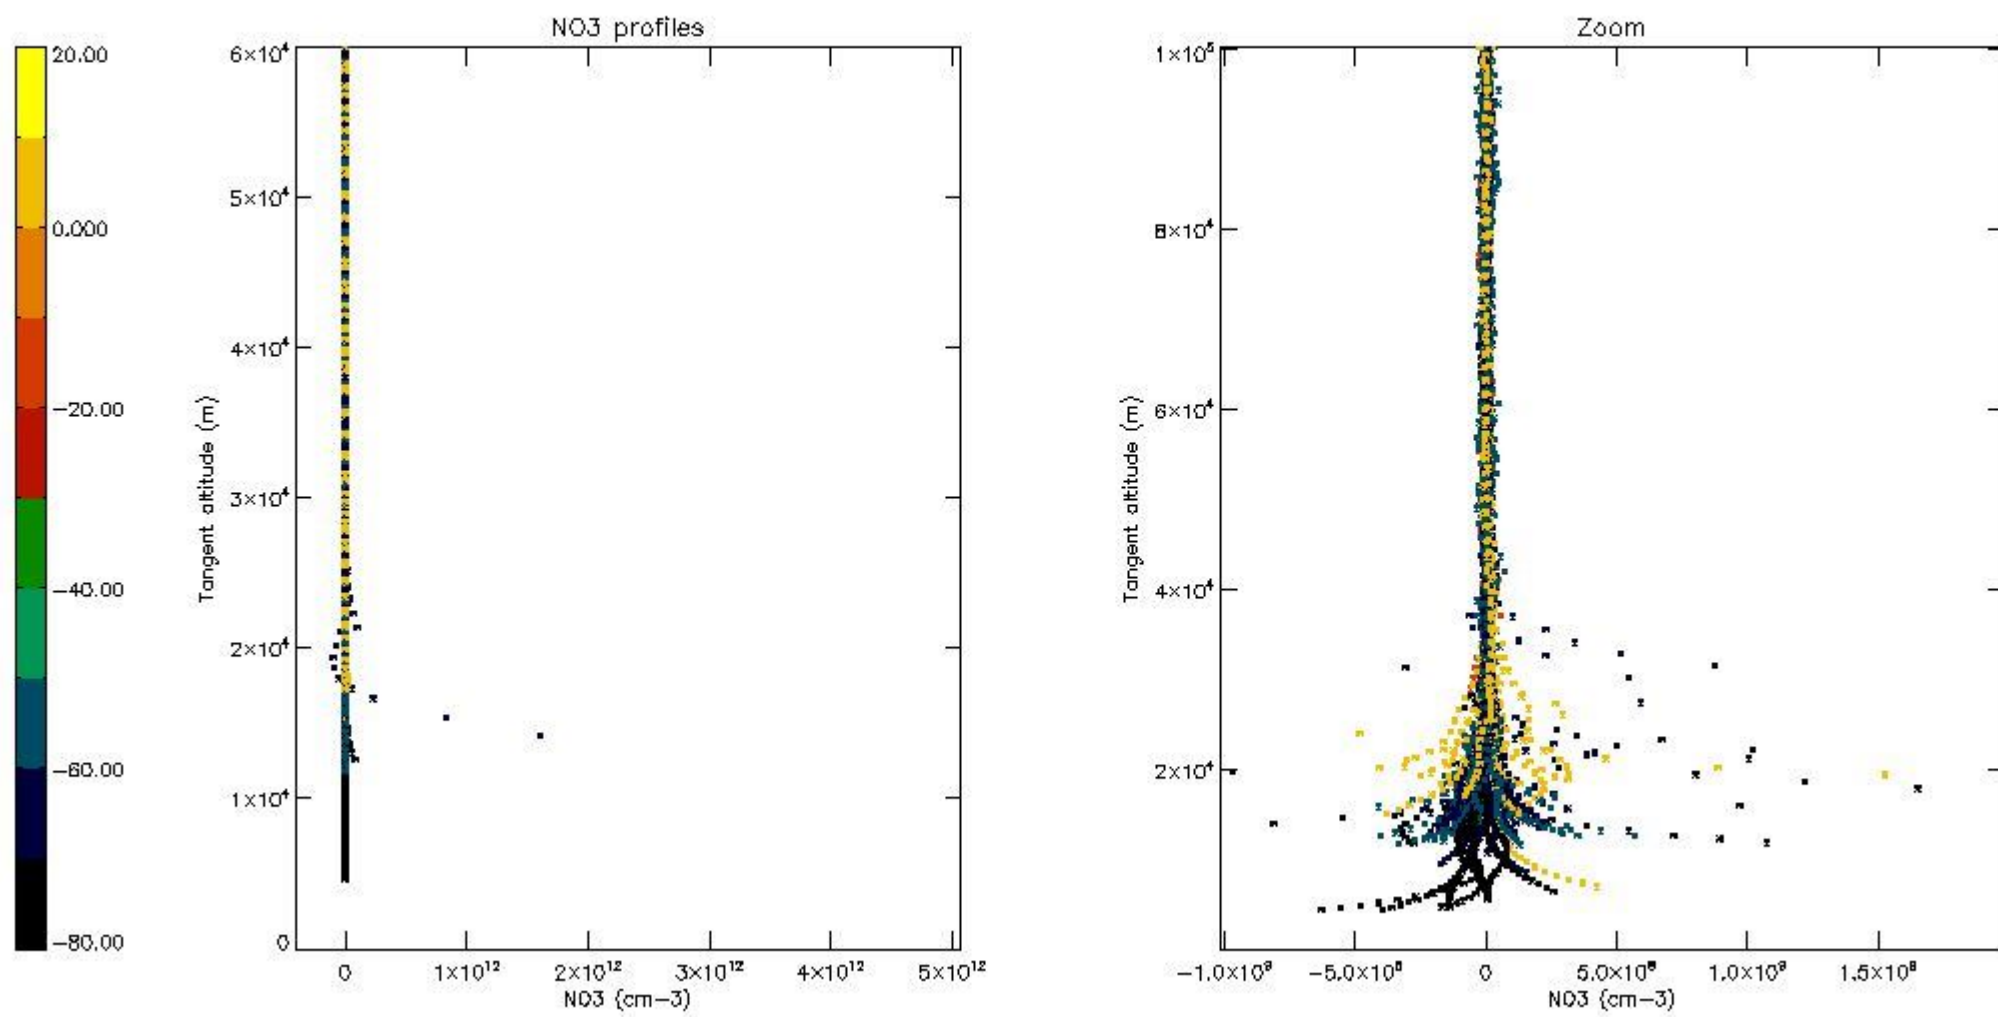 NO3 profiles
20.00
0.000
−20.00
−40.00
−60.00
−80.00
6×10⁴
5×10⁴
4×10⁴
3×10⁴
2×10⁴
1×10⁴
0
Tangent altitude (m)
0 1×10¹² 2×10¹² 3×10¹² 4×10¹² 5×10¹²
NO3 (cm−3)
Zoom
1×10⁵
8×10⁴
6×10⁴
4×10⁴
2×10⁴
Tangent altitude (m)
−1.0×10⁹ −5.0×10⁸ 0 5.0×10⁸ 1.0×10⁹ 1.5×10⁹
NO3 (cm−3)